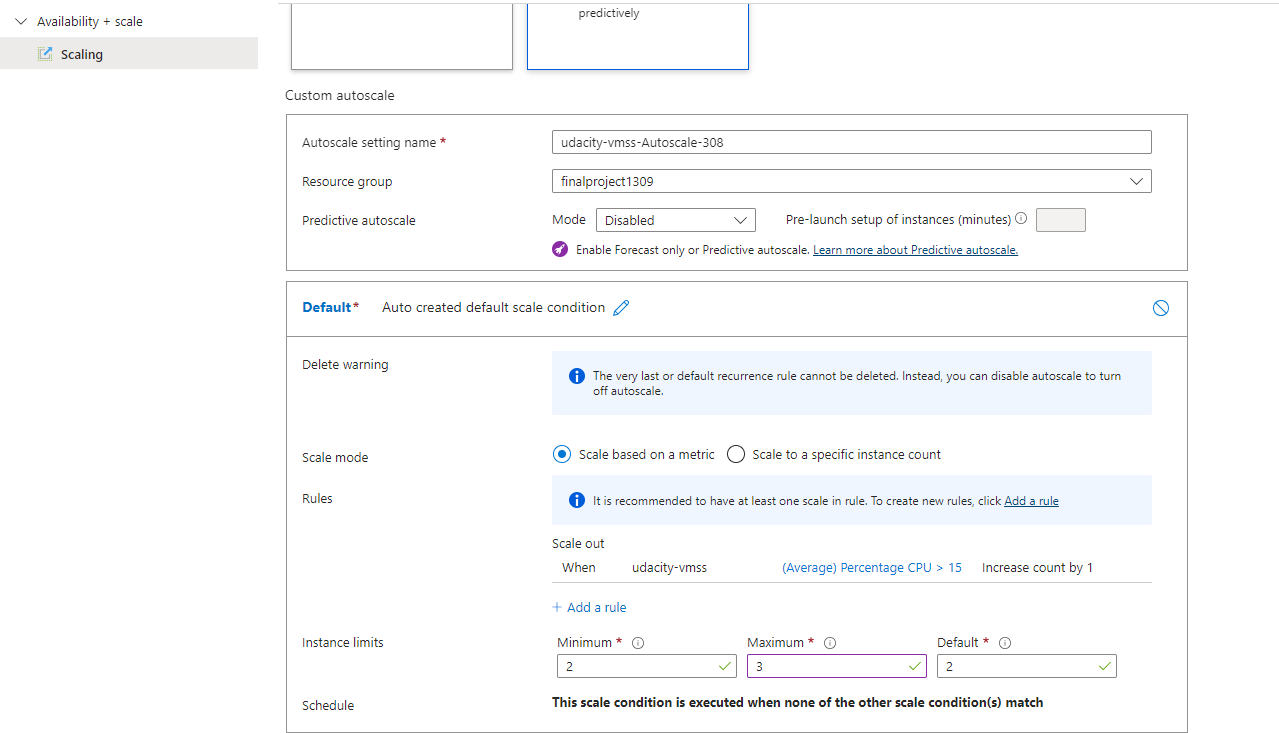 Availability + scale
Scaling
predictively
Custom autoscale
Autoscale setting name *
udacity-vmss-Autoscale-308
Resource group
finalproject1309
Predictive autoscale
Mode
Disabled
Pre-launch setup of instances (minutes)
Enable Forecast only or Predictive autoscale. Learn more about Predictive autoscale.
Default* Auto created default scale condition
Delete warning
The very last or default recurrence rule cannot be deleted. Instead, you can disable autoscale to turn
off autoscale.
Scale mode
Scale based on a metric
Scale to a specific instance count
Rules
It is recommended to have at least one scale in rule. To create new rules, click Add a rule
Scale out
When udacity-vmss (Average) Percentage CPU > 15 Increase count by 1
+ Add a rule
Instance limits
Minimum * Maximum * Default *
2 3 2
Schedule
This scale condition is executed when none of the other scale condition(s) match